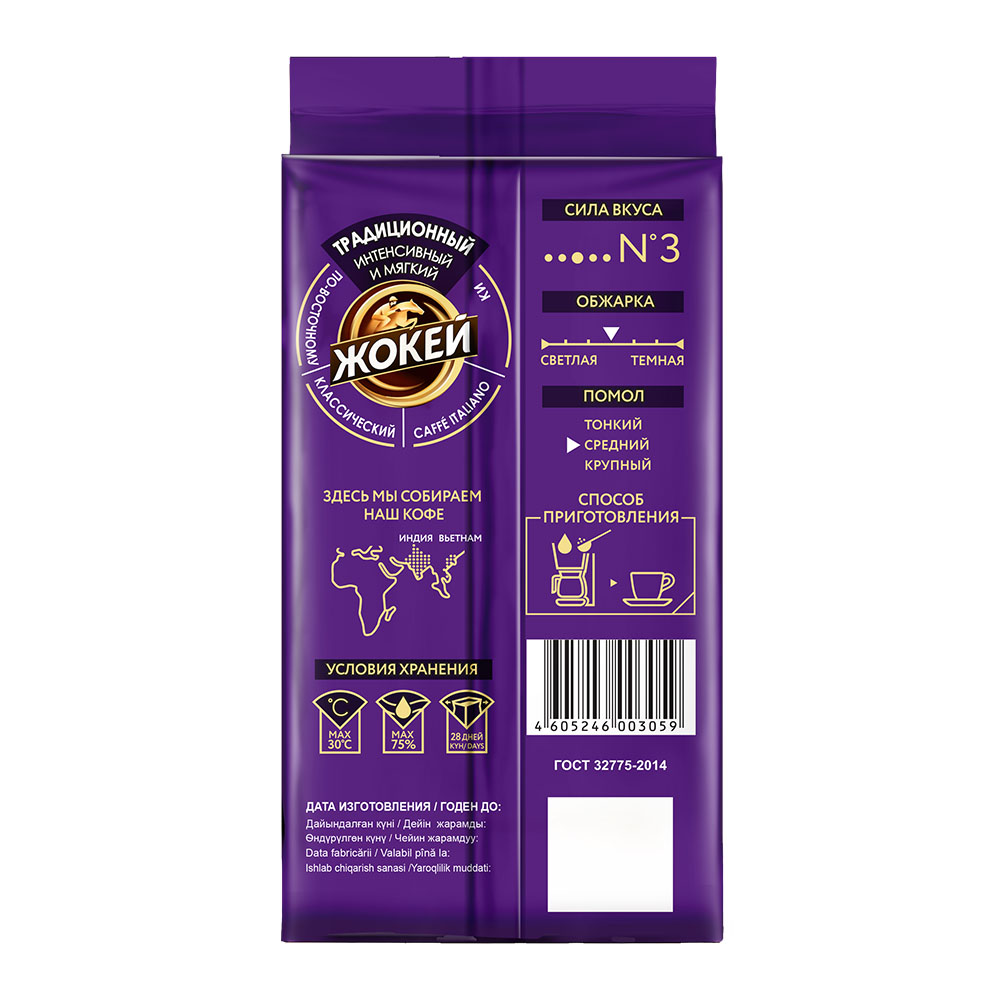 ТРАДИЦИОННЫЙ
ИНТЕНСИВНЫЙ
И МЯГКИЙ
ПО-ВОСТОЧНОМУ
КИ
ЖОКЕЙ
КЛАССИЧЕСКИЙ
CAFFÉ ITALIANO
ЗДЕСЬ МЫ СОБИРАЕМ
НАШ КОФЕ
ИНДИЯ ВЬЕТНАМ
УСЛОВИЯ ХРАНЕНИЯ
°C
MAX
30°C
MAX
75%
28 ДНЕЙ
КҮН/ DAYS
ДАТА ИЗГОТОВЛЕНИЯ / ГОДЕН ДО:
Дайындалған күні / Дейін жарамды:
Өндүрүлгөн күнү / Чейин жарамдуу:
Data fabricării / Valabil pînă la:
Ishlab chiqarish sanasi /Yaroqlilik muddati:
СИЛА ВКУСА
N°3
ОБЖАРКА
СВЕТЛАЯ ТЕМНАЯ
ПОМОЛ
ТОНКИЙ
СРЕДНИЙ
КРУПНЫЙ
СПОСОБ
ПРИГОТОВЛЕНИЯ
4 605246 003059
ГОСТ 32775-2014